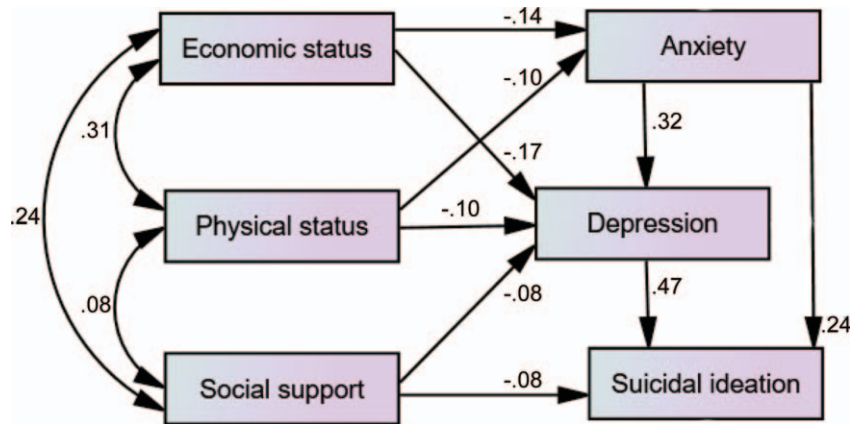 Economic status
-.14
Anxiety
-.10
.31
.32
-.17
.24
Physical status
-.10
Depression
.08
-.08
.47
.24
Social support
-.08
Suicidal ideation